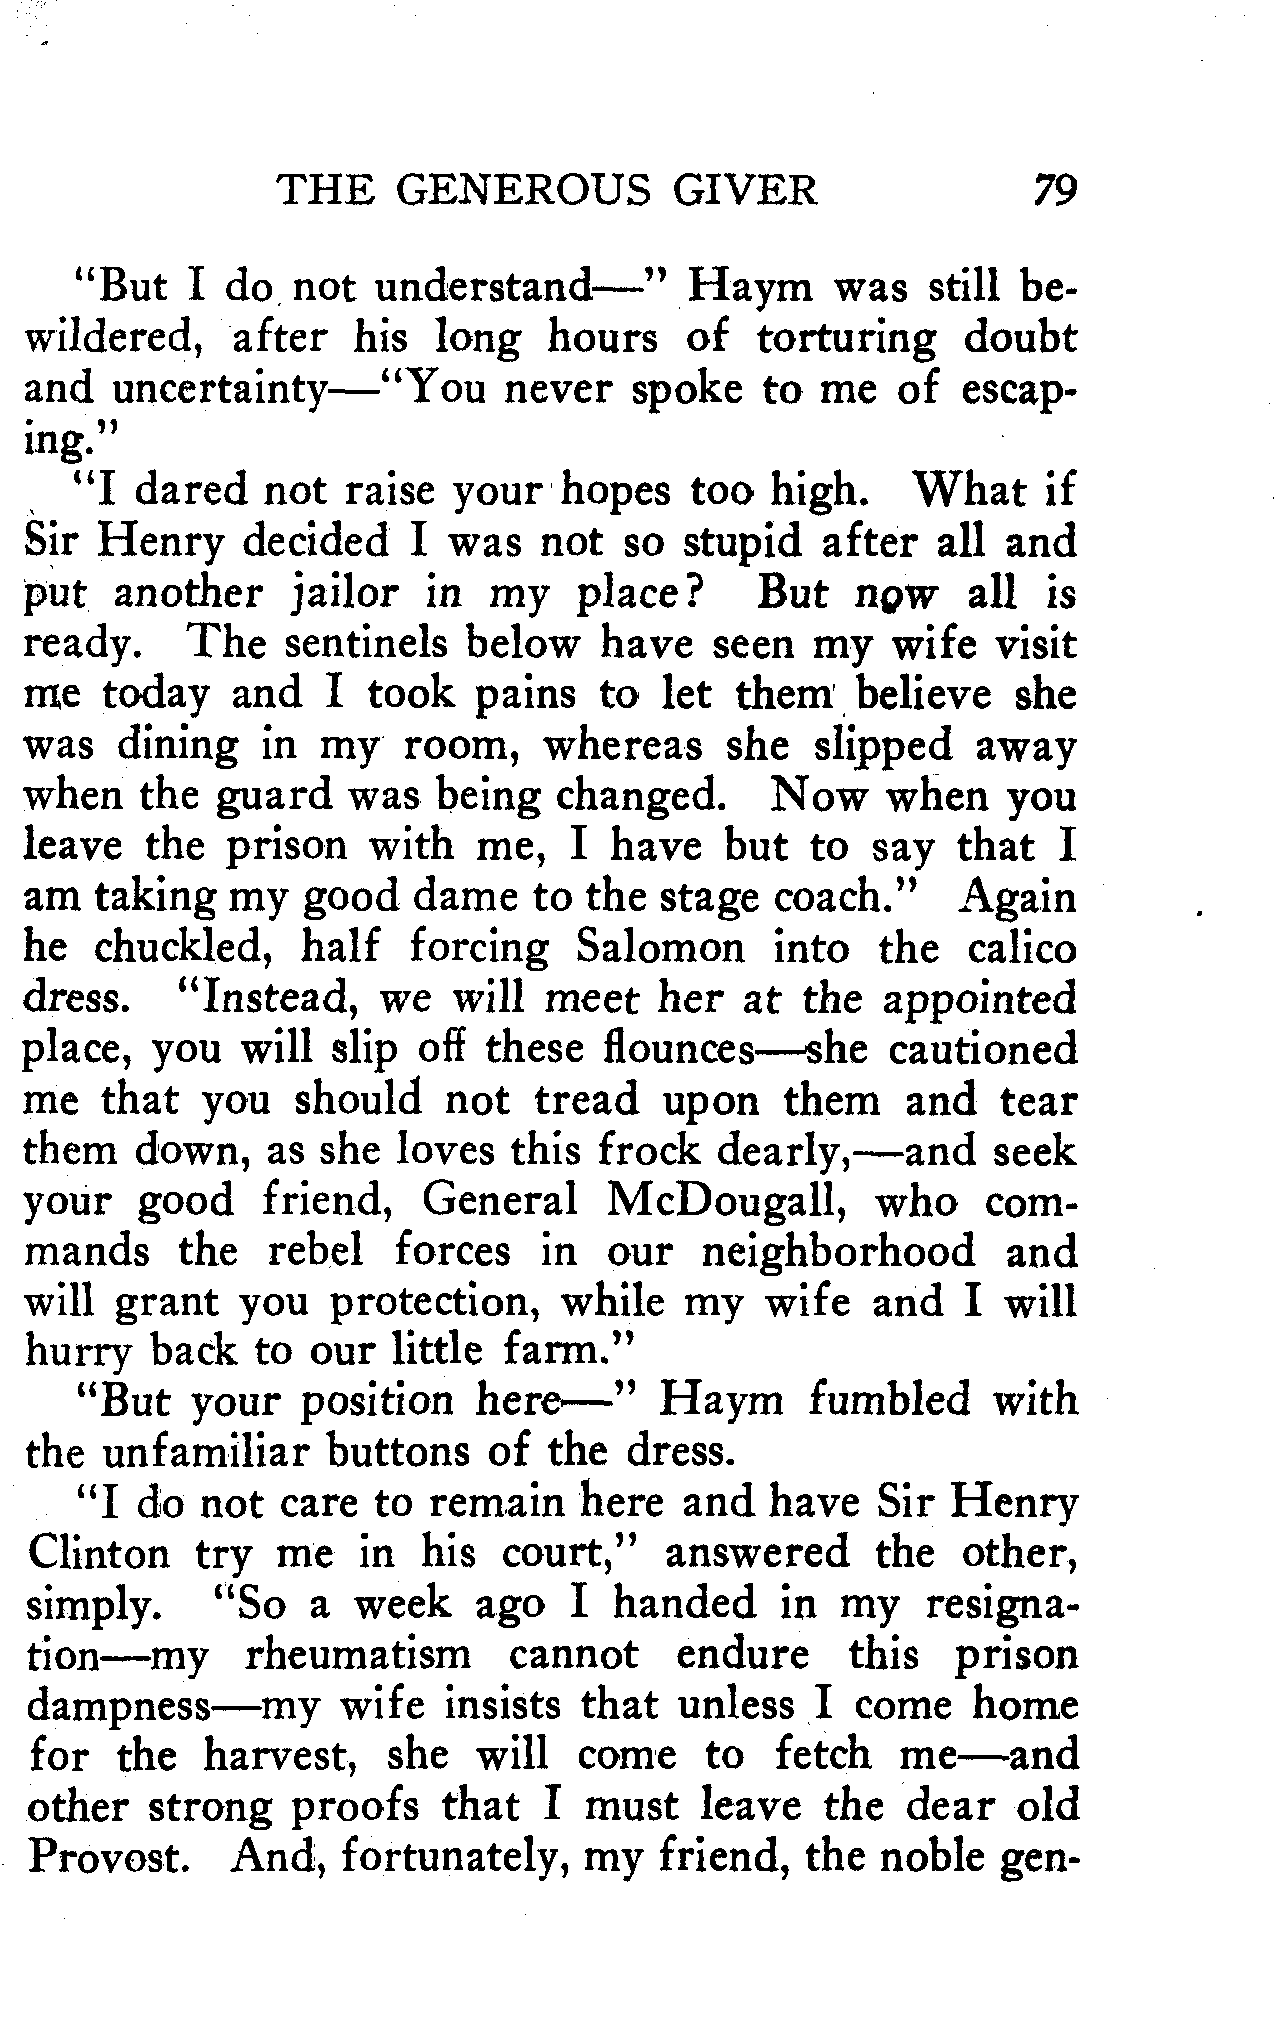 THE GENEROUS GIVER 79
“But I do not understand—” Haym was still be-
wildered, after his long hours of torturing doubt
and uncertainty—“You never spoke to me of escap-
ing.”
“I dared not raise your hopes too high. What if
Sir Henry decided I was not so stupid after all and
put another jailor in my place? But now all is
ready. The sentinels below have seen my wife visit
me today and I took pains to let them believe she
was dining in my room, whereas she slipped away
when the guard was being changed. Now when you
leave the prison with me, I have but to say that I
am taking my good dame to the stage coach.” Again
he chuckled, half forcing Salomon into the calico
dress. “Instead, we will meet her at the appointed
place, you will slip off these flounces—she cautioned
me that you should not tread upon them and tear
them down, as she loves this frock dearly,—and seek
your good friend, General McDougall, who com-
mands the rebel forces in our neighborhood and
will grant you protection, while my wife and I will
hurry back to our little farm.”
“But your position here—” Haym fumbled with
the unfamiliar buttons of the dress.
“I do not care to remain here and have Sir Henry
Clinton try me in his court,” answered the other,
simply. “So a week ago I handed in my resigna-
tion—my rheumatism cannot endure this prison
dampness—my wife insists that unless I come home
for the harvest, she will come to fetch me—and
other strong proofs that I must leave the dear old
Provost. And, fortunately, my friend, the noble gen-